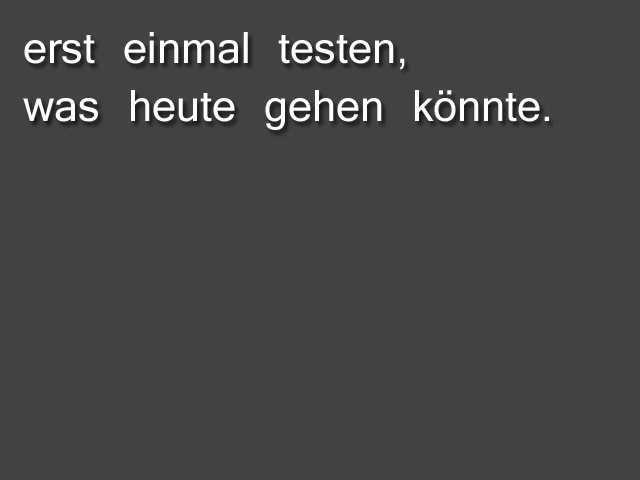 erst einmal testen,
was heute gehen könnte.